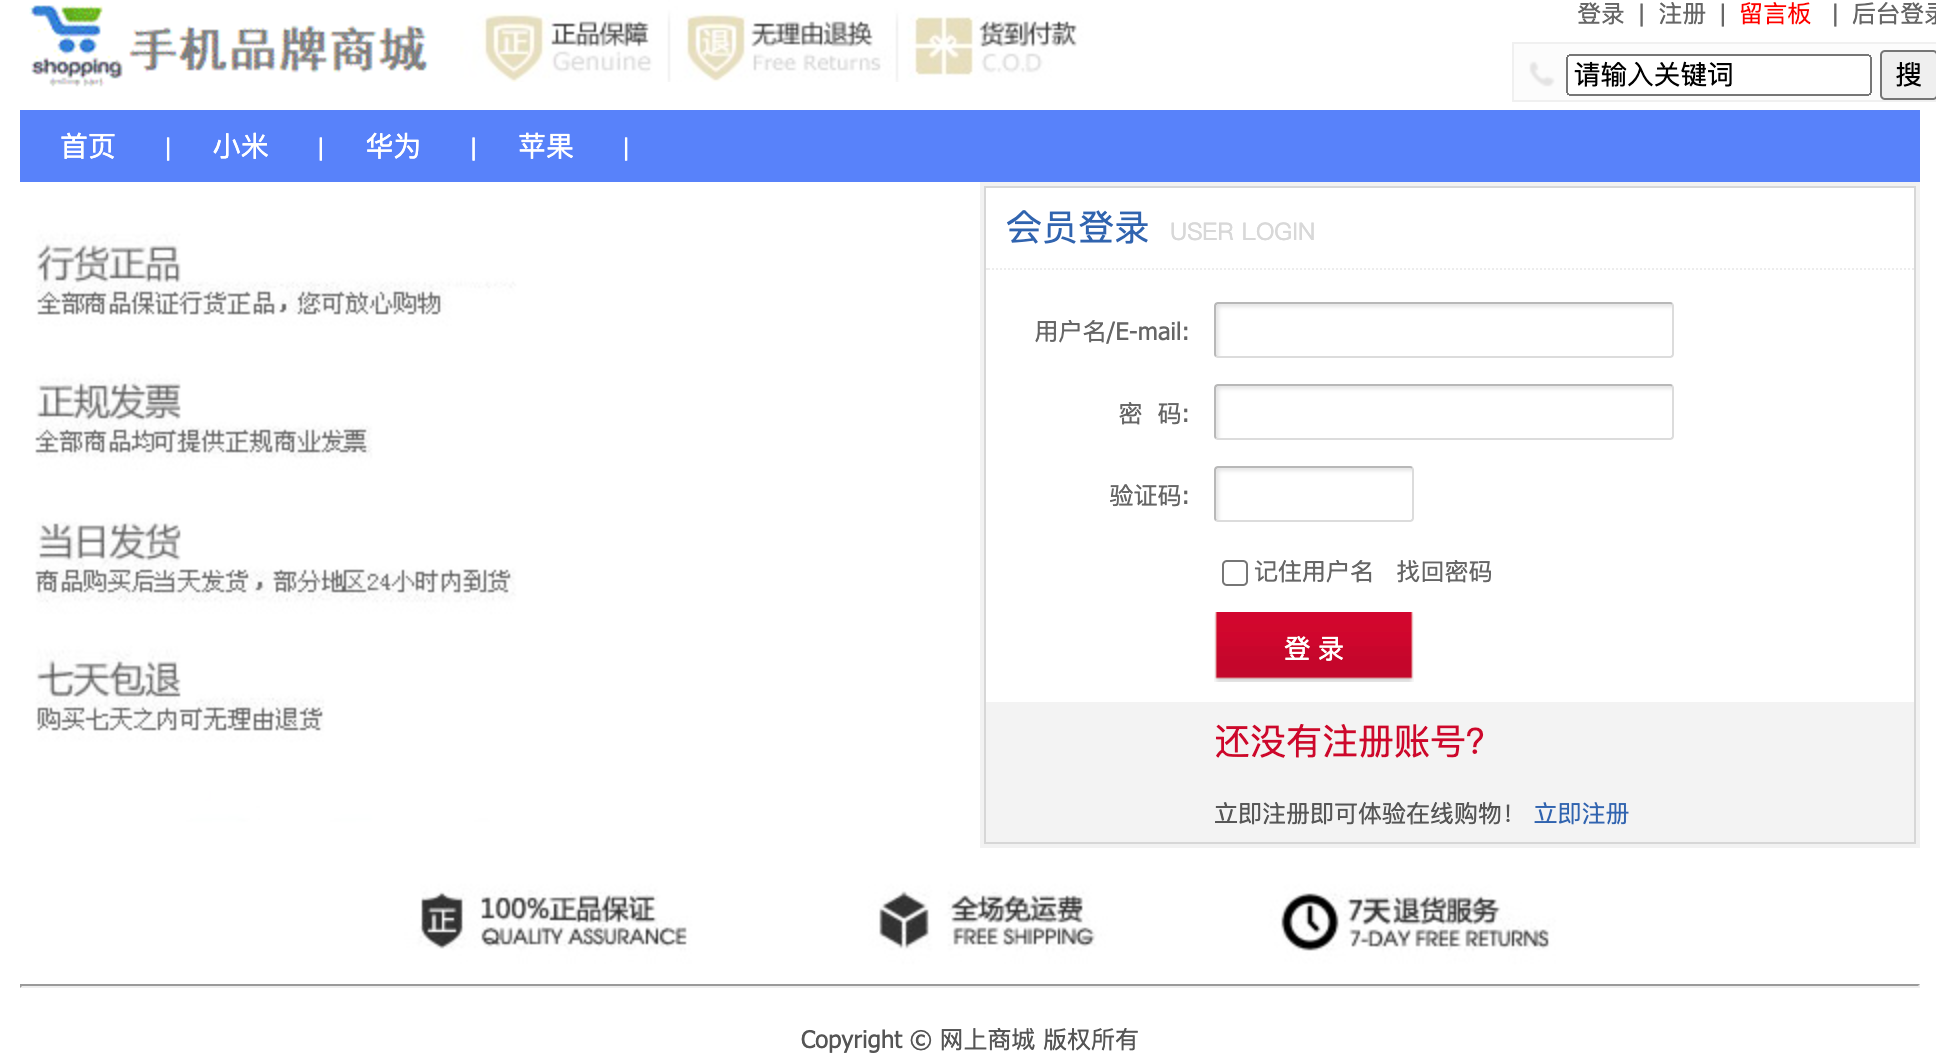 登录 | 注册 | 留言板 | 后台登录
shopping
手机品牌商城
正 正品保障
Genuine
退 无理由退换
Free Returns
货到付款
C.O.D
请输入关键词 搜
首页 | 小米 | 华为 | 苹果 |
行货正品
全部商品保证行货正品，您可放心购物
正规发票
全部商品均可提供正规商业发票
当日发货
商品购买后当天发货，部分地区24小时内到货
七天包退
购买七天之内可无理由退货
会员登录 USER LOGIN
用户名/E-mail:
密 码:
验证码:
记住用户名 找回密码
登 录
还没有注册账号?
立即注册即可体验在线购物! 立即注册
正 100%正品保证
QUALITY ASSURANCE
全场免运费
FREE SHIPPING
7天退货服务
7-DAY FREE RETURNS
Copyright © 网上商城 版权所有